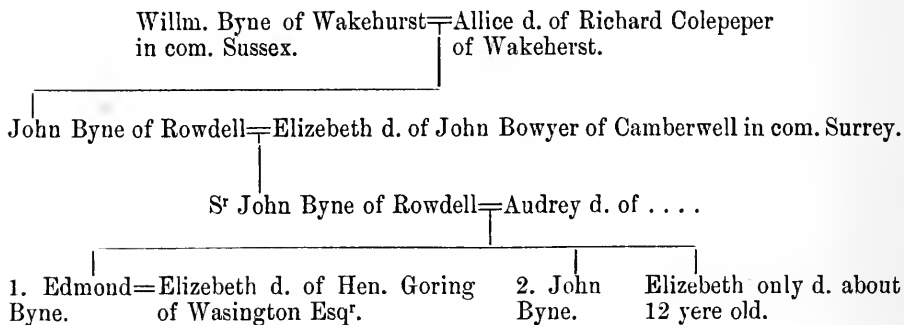 Willm. Byne of Wakehurst=Allice d. of Richard Colepeper
in com. Sussex. of Wakeherst.
John Byne of Rowdell=Elizebeth d. of John Bowyer of Camberwell in com. Surrey.
Sr John Byne of Rowdell=Audrey d. of . . . .
1. Edmond=Elizebeth d. of Hen. Goring 2. John Elizebeth only d. about
Byne. of Wasington Esqr. Byne. 12 yere old.